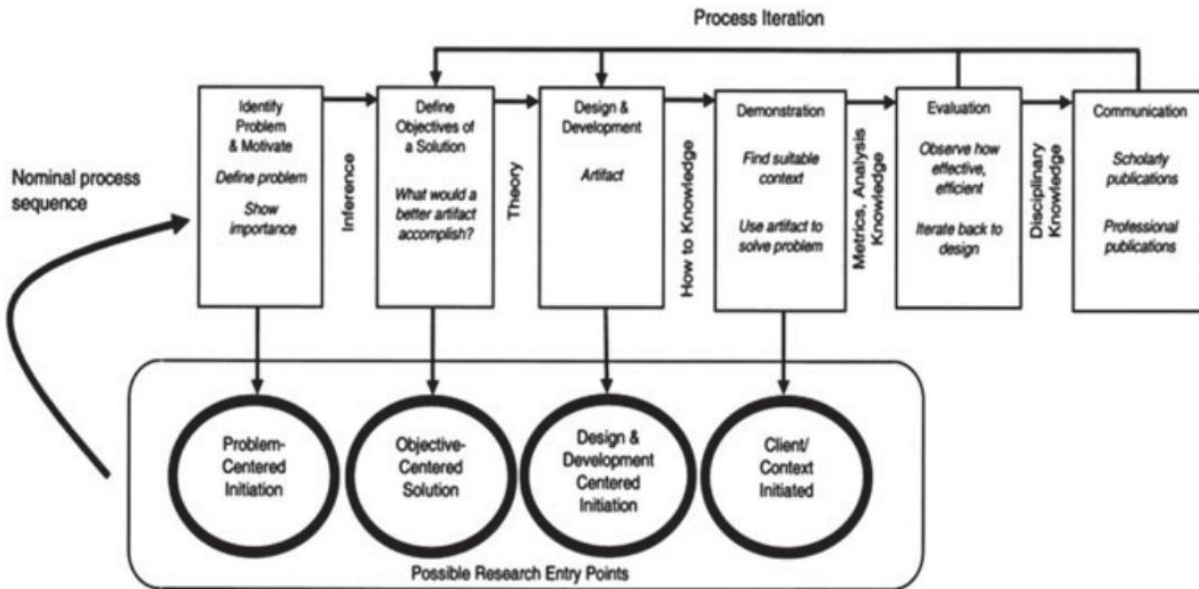 Process Iteration
Nominal process
sequence
Identify
Problem
& Motivate
Define problem
Show
importance
Inference
Define
Objectives of
a Solution
What would a
better artifact
accomplish?
Theory
Design &
Development
Artifact
How to Knowledge
Demonstration
Find suitable
context
Use artifact to
solve problem
Metrics, Analysis
Knowledge
Evaluation
Observe how
effective,
efficient
Iterate back to
design
Disciplinary
Knowledge
Communication
Scholarly
publications
Professional
publications
Problem-
Centered
Initiation
Objective-
Centered
Solution
Design &
Development
Centered
Initiation
Client/
Context
Initiated
Possible Research Entry Points